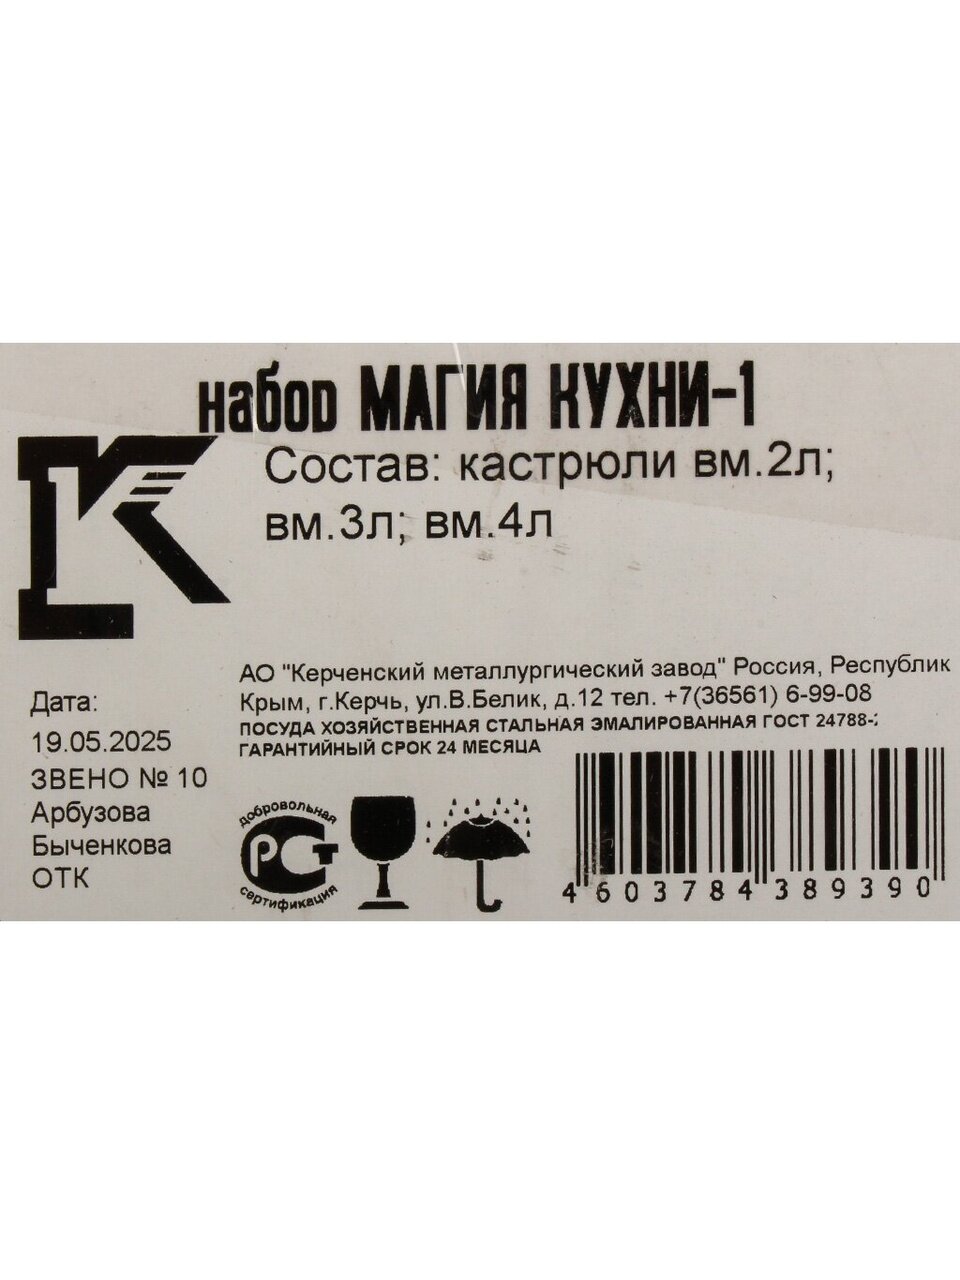 набор МАГИЯ КУХНИ-1
Состав: кастрюли вм.2л;
вм.3л; вм.4л
АО "Керченский металлургический завод" Россия, Республик
Крым, г.Керчь, ул.В.Белик, д.12 тел. +7(36561) 6-99-08
ПОСУДА ХОЗЯЙСТВЕННАЯ СТАЛЬНАЯ ЭМАЛИРОВАННАЯ ГОСТ 24788-
ГАРАНТИЙНЫЙ СРОК 24 МЕСЯЦА
Дата:
19.05.2025
ЗВЕНО № 10
Арбузова
Быченкова
ОТК
добровольная
РСТ
сертификация
4 603784 389390